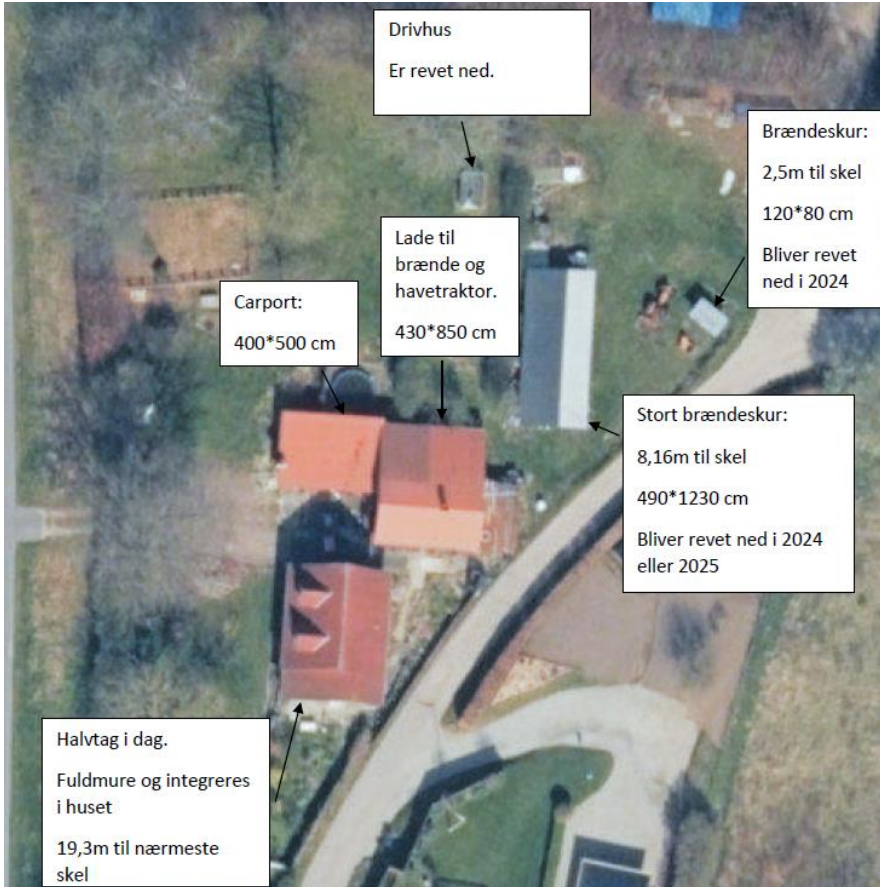 Drivhus
Er revet ned.
Brændeskur:
2,5m til skel
120*80 cm
Bliver revet
ned i 2024
Lade til
brænde og
havetraktor.
430*850 cm
Carport:
400*500 cm
Stort brændeskur:
8,16m til skel
490*1230 cm
Bliver revet ned i 2024
eller 2025
Halvtag i dag.
Fuldmure og integreres
i huset
19,3m til nærmeste
skel